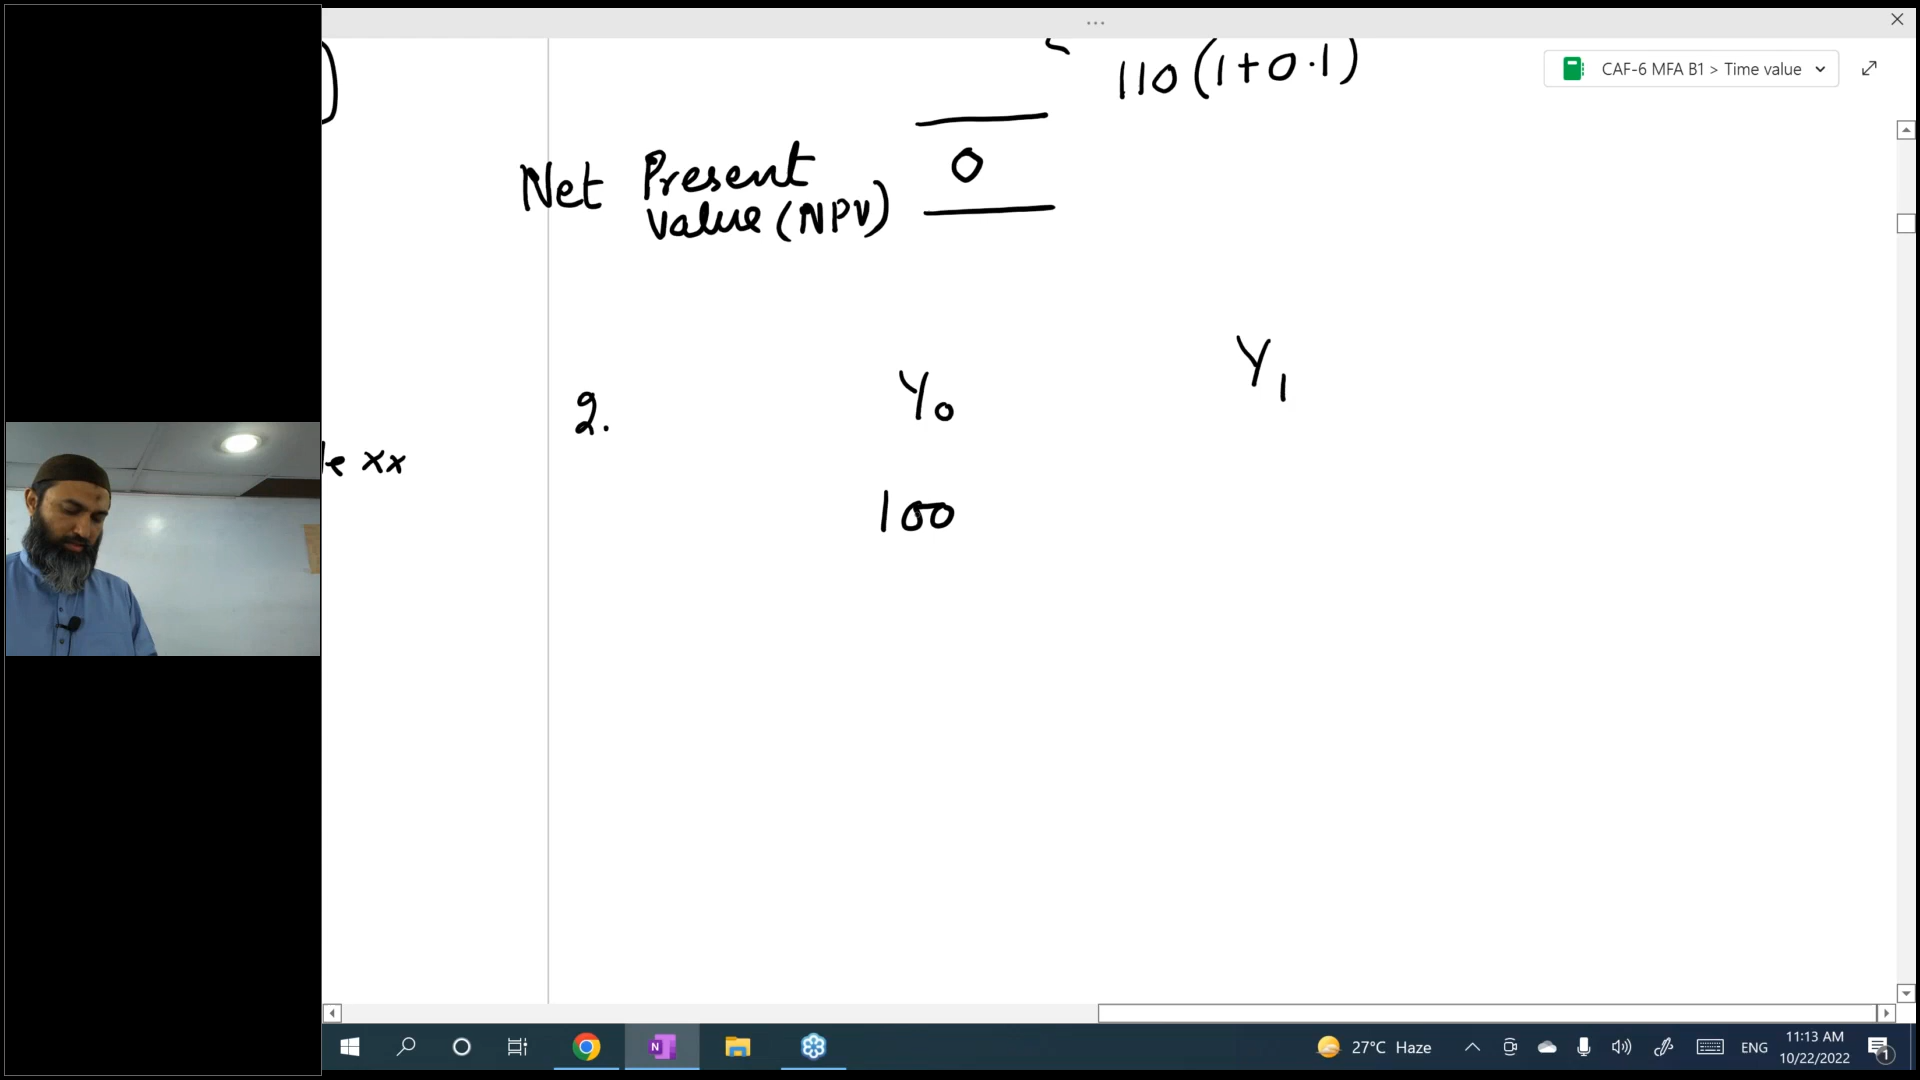 CAF-6 MFA B1 > Time value
110 (1+0.1)
Net Present 0
value (NPV)
2. Y0 Y1
xx
100
27°C Haze
ENG
11:13 AM
10/22/2022
1
N